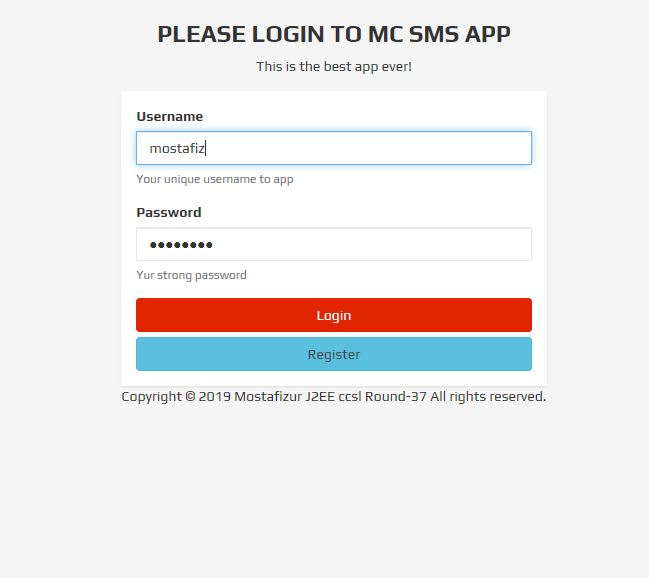 PLEASE LOGIN TO MC SMS APP
This is the best app ever!
Username
mostafiz
Your unique username to app
Password
••••••••
Yur strong password
Login
Register
Copyright © 2019 Mostafizur J2EE ccsl Round-37 All rights reserved.